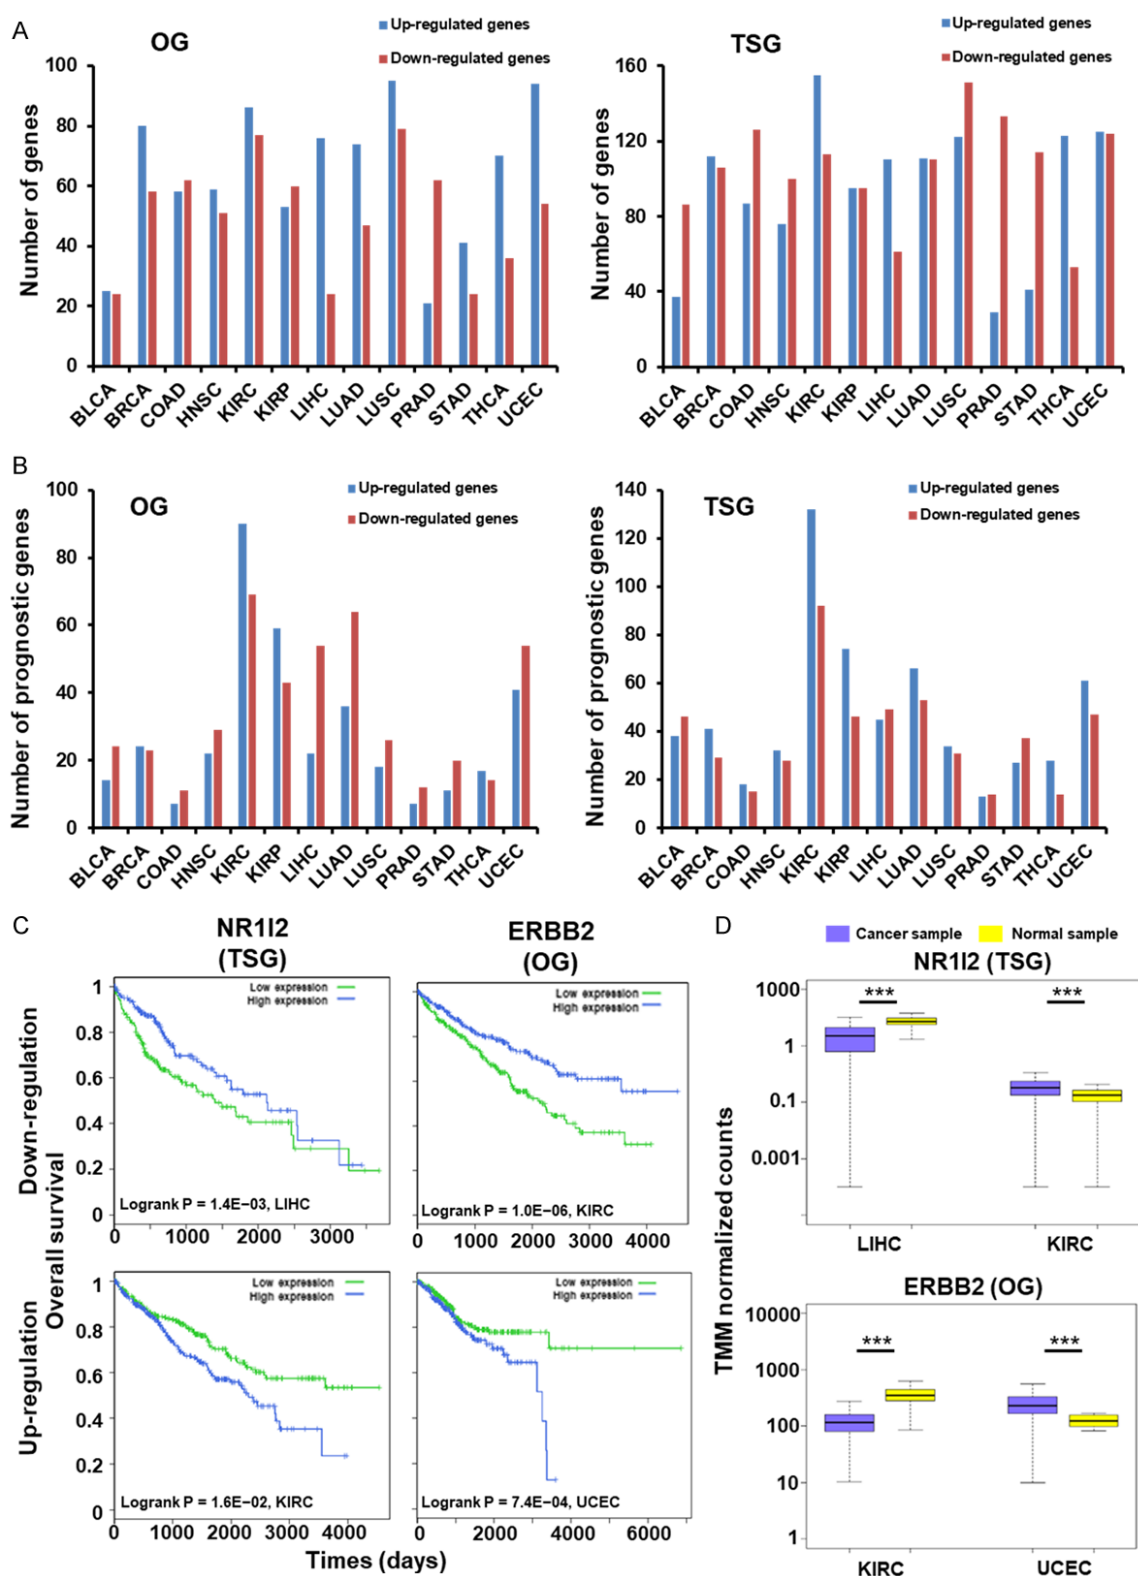 A
OG
Up-regulated genes
Down-regulated genes
Number of genes
100
80
60
40
20
0
BLCA
BRCA
COAD
HNSC
KIRC
KIRP
LIHC
LUAD
LUSC
PRAD
STAD
THCA
UCEC
TSG
Up-regulated genes
Down-regulated genes
Number of genes
160
120
80
40
0
BLCA
BRCA
COAD
HNSC
KIRC
KIRP
LIHC
LUAD
LUSC
PRAD
STAD
THCA
UCEC
B
OG
Up-regulated genes
Down-regulated genes
Number of prognostic genes
100
80
60
40
20
0
BLCA
BRCA
COAD
HNSC
KIRC
KIRP
LIHC
LUAD
LUSC
PRAD
STAD
THCA
UCEC
TSG
Up-regulated genes
Down-regulated genes
Number of prognostic genes
140
120
100
80
60
40
20
0
BLCA
BRCA
COAD
HNSC
KIRC
KIRP
LIHC
LUAD
LUSC
PRAD
STAD
THCA
UCEC
C
NR1I2
(TSG)
ERBB2
(OG)
Down-regulation
Up-regulation
Overall survival
1
0.8
0.6
0.4
0.2
0
Low expression
High expression
Logrank P = 1.4E−03, LIHC
0 1000 2000 3000
Low expression
High expression
Logrank P = 1.0E−06, KIRC
0 1000 2000 3000 4000
1
0.8
0.6
0.4
0.2
0
Low expression
High expression
Logrank P = 1.6E−02, KIRC
0 1000 2000 3000 4000
Low expression
High expression
Logrank P = 7.4E−04, UCEC
0 2000 4000 6000
Times (days)
D
Cancer sample
Normal sample
NR1I2 (TSG)
TMM normalized counts
1000
1
0.1
0.001
***
***
LIHC
KIRC
ERBB2 (OG)
10000
1000
100
10
1
***
***
KIRC
UCEC